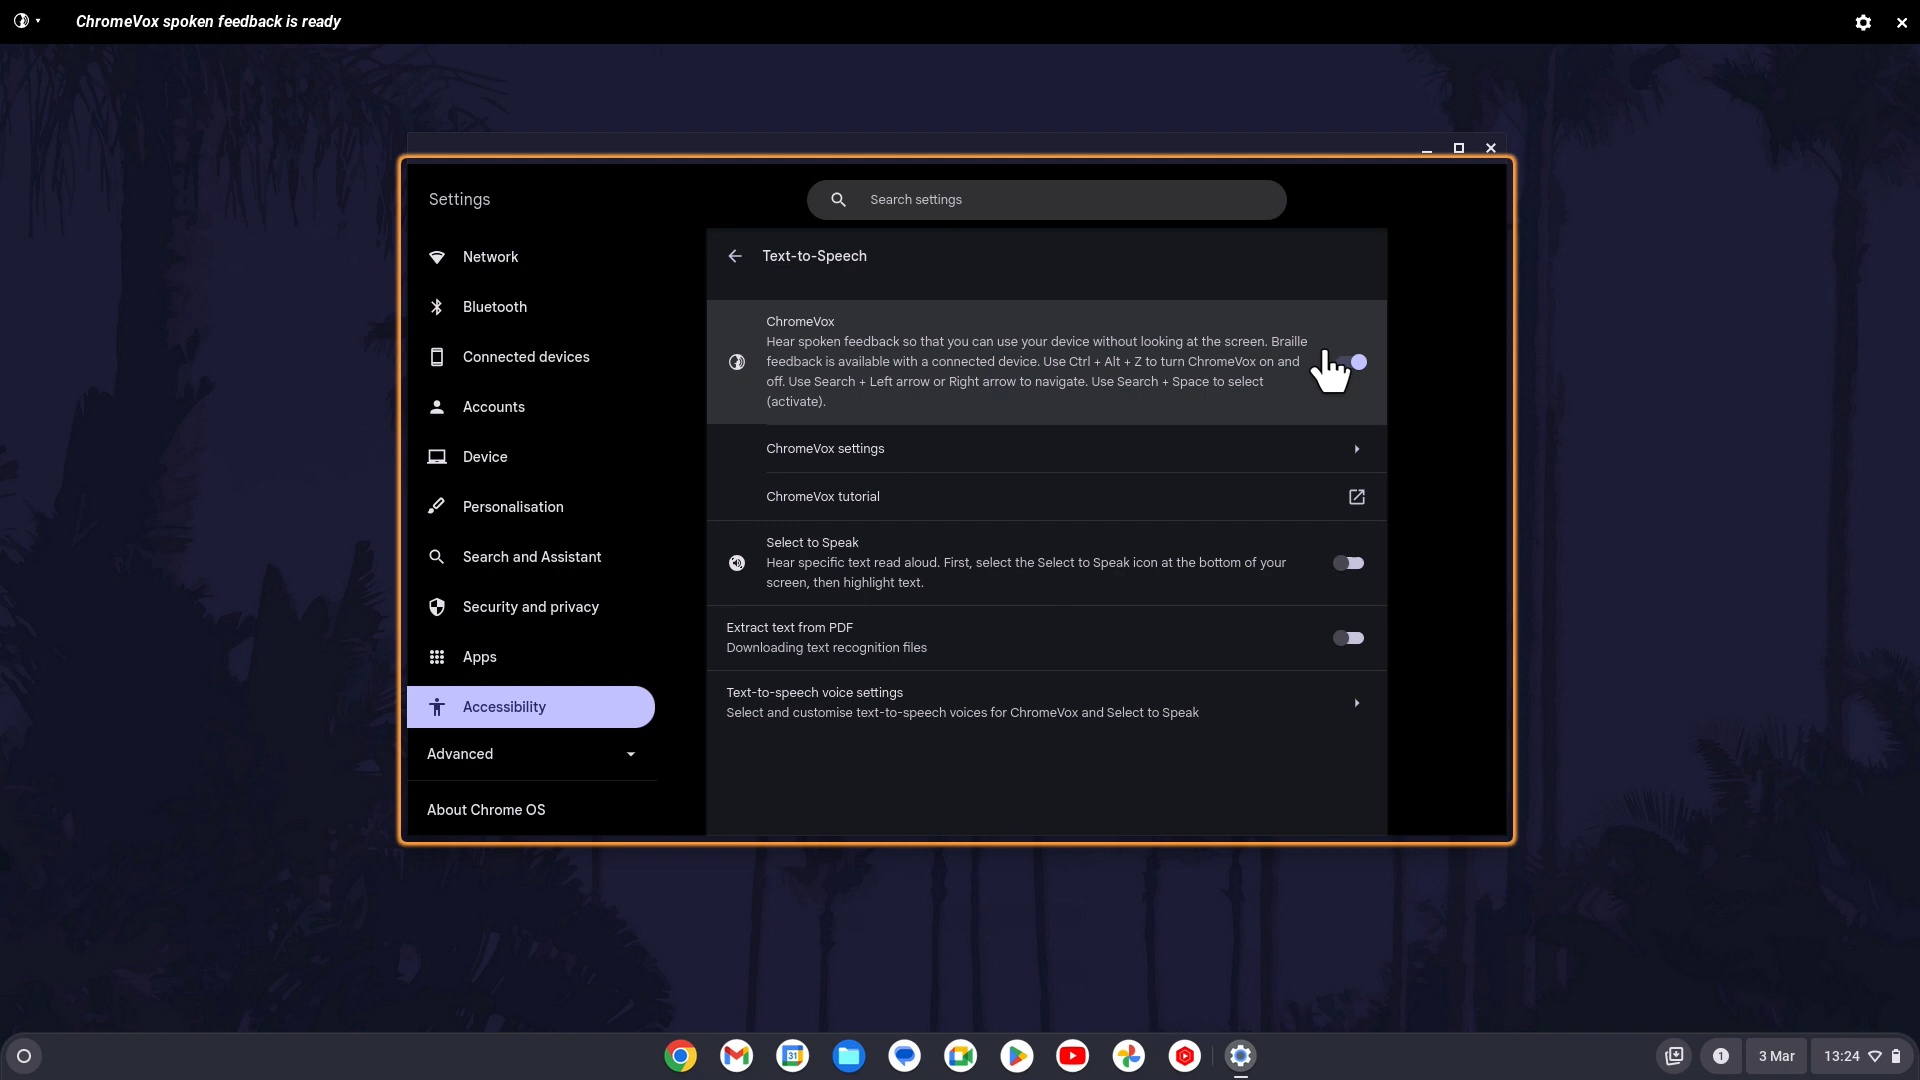 ChromeVox spoken feedback is ready
Settings
Search settings
Network
Bluetooth
Connected devices
Accounts
Device
Personalisation
Search and Assistant
Security and privacy
Apps
Accessibility
Advanced
About Chrome OS
Text-to-Speech
ChromeVox
Hear spoken feedback so that you can use your device without looking at the screen. Braille
feedback is available with a connected device. Use Ctrl + Alt + Z to turn ChromeVox on and
off. Use Search + Left arrow or Right arrow to navigate. Use Search + Space to select
(activate).
ChromeVox settings
ChromeVox tutorial
Select to Speak
Hear specific text read aloud. First, select the Select to Speak icon at the bottom of your
screen, then highlight text.
Extract text from PDF
Downloading text recognition files
Text-to-speech voice settings
Select and customise text-to-speech voices for ChromeVox and Select to Speak
31
1
3 Mar
13:24